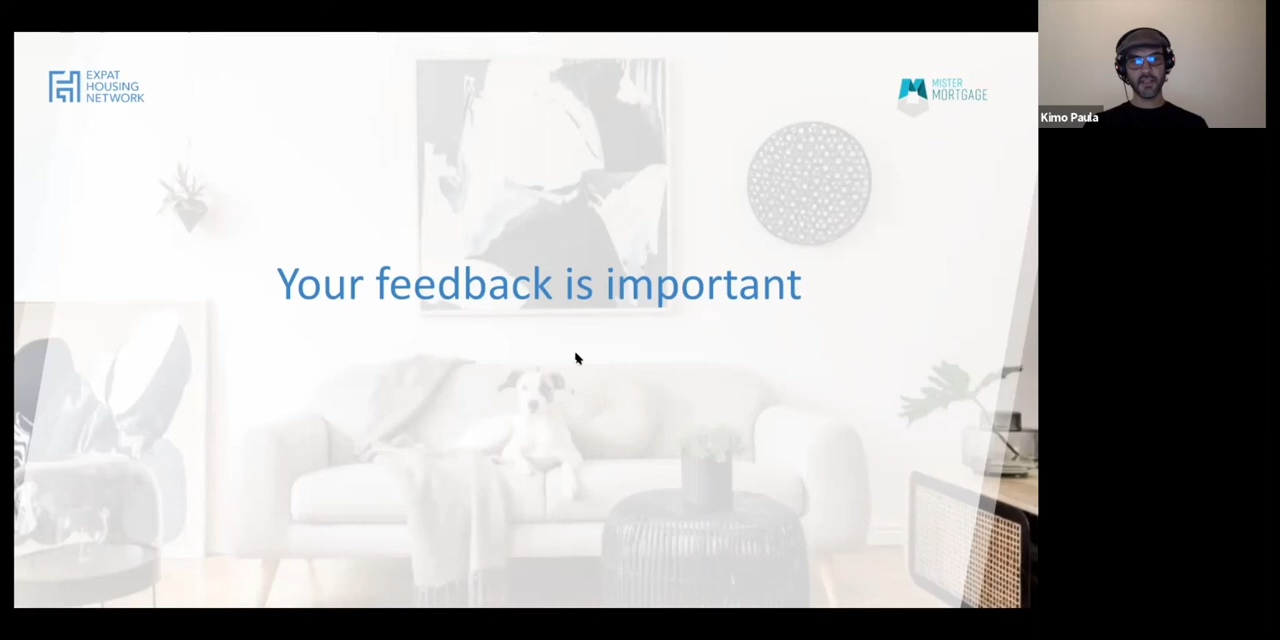 EXPAT
HOUSING
NETWORK
MISTER
MORTGAGE
Kimo Paula
Your feedback is important